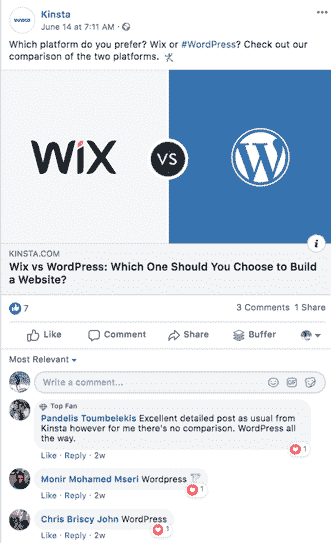 Kinsta
June 14 at 7:11 AM ·
Which platform do you prefer? Wix or #WordPress? Check out our
comparison of the two platforms.
WiX
VS
W
KINSTA.COM
i
Wix vs WordPress: Which One Should You Choose to Build
a Website?
7
3 Comments 1 Share
Like Comment Share Buffer
Most Relevant
Write a comment...
GIF
Top Fan
Pandelis Toumbelekis Excellent detailed post as usual from
Kinsta however for me there's no comparison. WordPress all
the way.
1
Like · Reply · 2w
Monir Mohamed Mseri Wordpress
1
Like · Reply · 2w
Chris Briscy John WordPress
1
Like · Reply · 2w